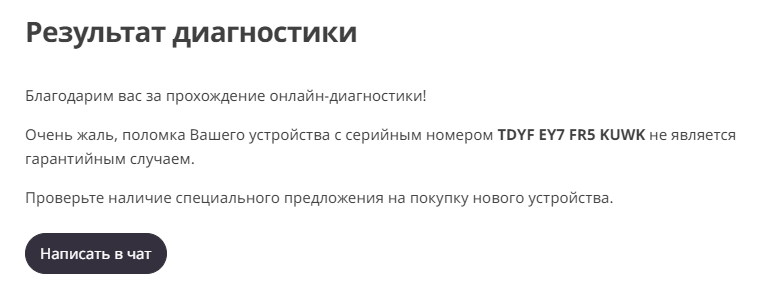 Результат диагностики
Благодарим вас за прохождение онлайн-диагностики!
Очень жаль, поломка Вашего устройства с серийным номером TDYF EY7 FR5 KUWK не является
гарантийным случаем.
Проверьте наличие специального предложения на покупку нового устройства.
Написать в чат